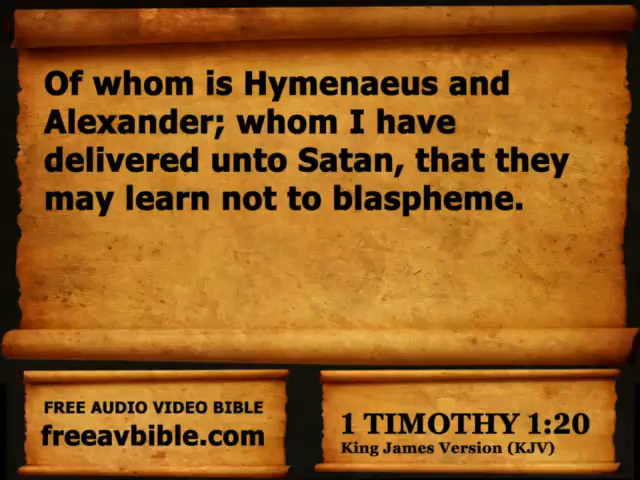 Of whom is Hymenaeus and
Alexander; whom I have
delivered unto Satan, that they
may learn not to blaspheme.
FREE AUDIO VIDEO BIBLE
freeavbible.com
1 TIMOTHY 1:20
King James Version (KJV)